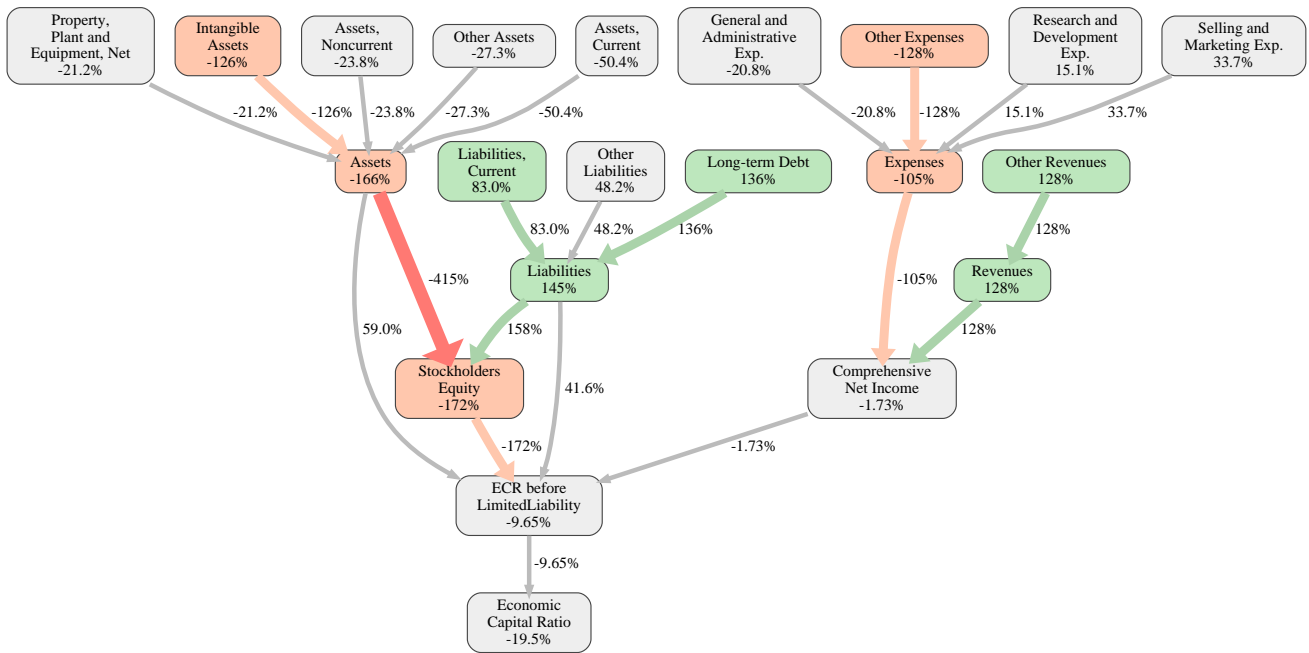 Property,
Plant and
Equipment, Net
-21.2%
Intangible
Assets
-126%
Assets,
Noncurrent
-23.8%
Other Assets
-27.3%
Assets,
Current
-50.4%
General and
Administrative
Exp.
-20.8%
Other Expenses
-128%
Research and
Development
Exp.
15.1%
Selling and
Marketing Exp.
33.7%
-21.2%
-126%
-23.8%
-27.3%
-50.4%
-20.8%
-128%
15.1%
33.7%
Assets
-166%
Liabilities,
Current
83.0%
Other
Liabilities
48.2%
Long-term Debt
136%
Expenses
-105%
Other Revenues
128%
83.0%
48.2%
136%
128%
-415%
Liabilities
145%
-105%
Revenues
128%
59.0%
158%
128%
Stockholders
Equity
-172%
41.6%
Comprehensive
Net Income
-1.73%
-172%
-1.73%
ECR before
LimitedLiability
-9.65%
-9.65%
Economic
Capital Ratio
-19.5%